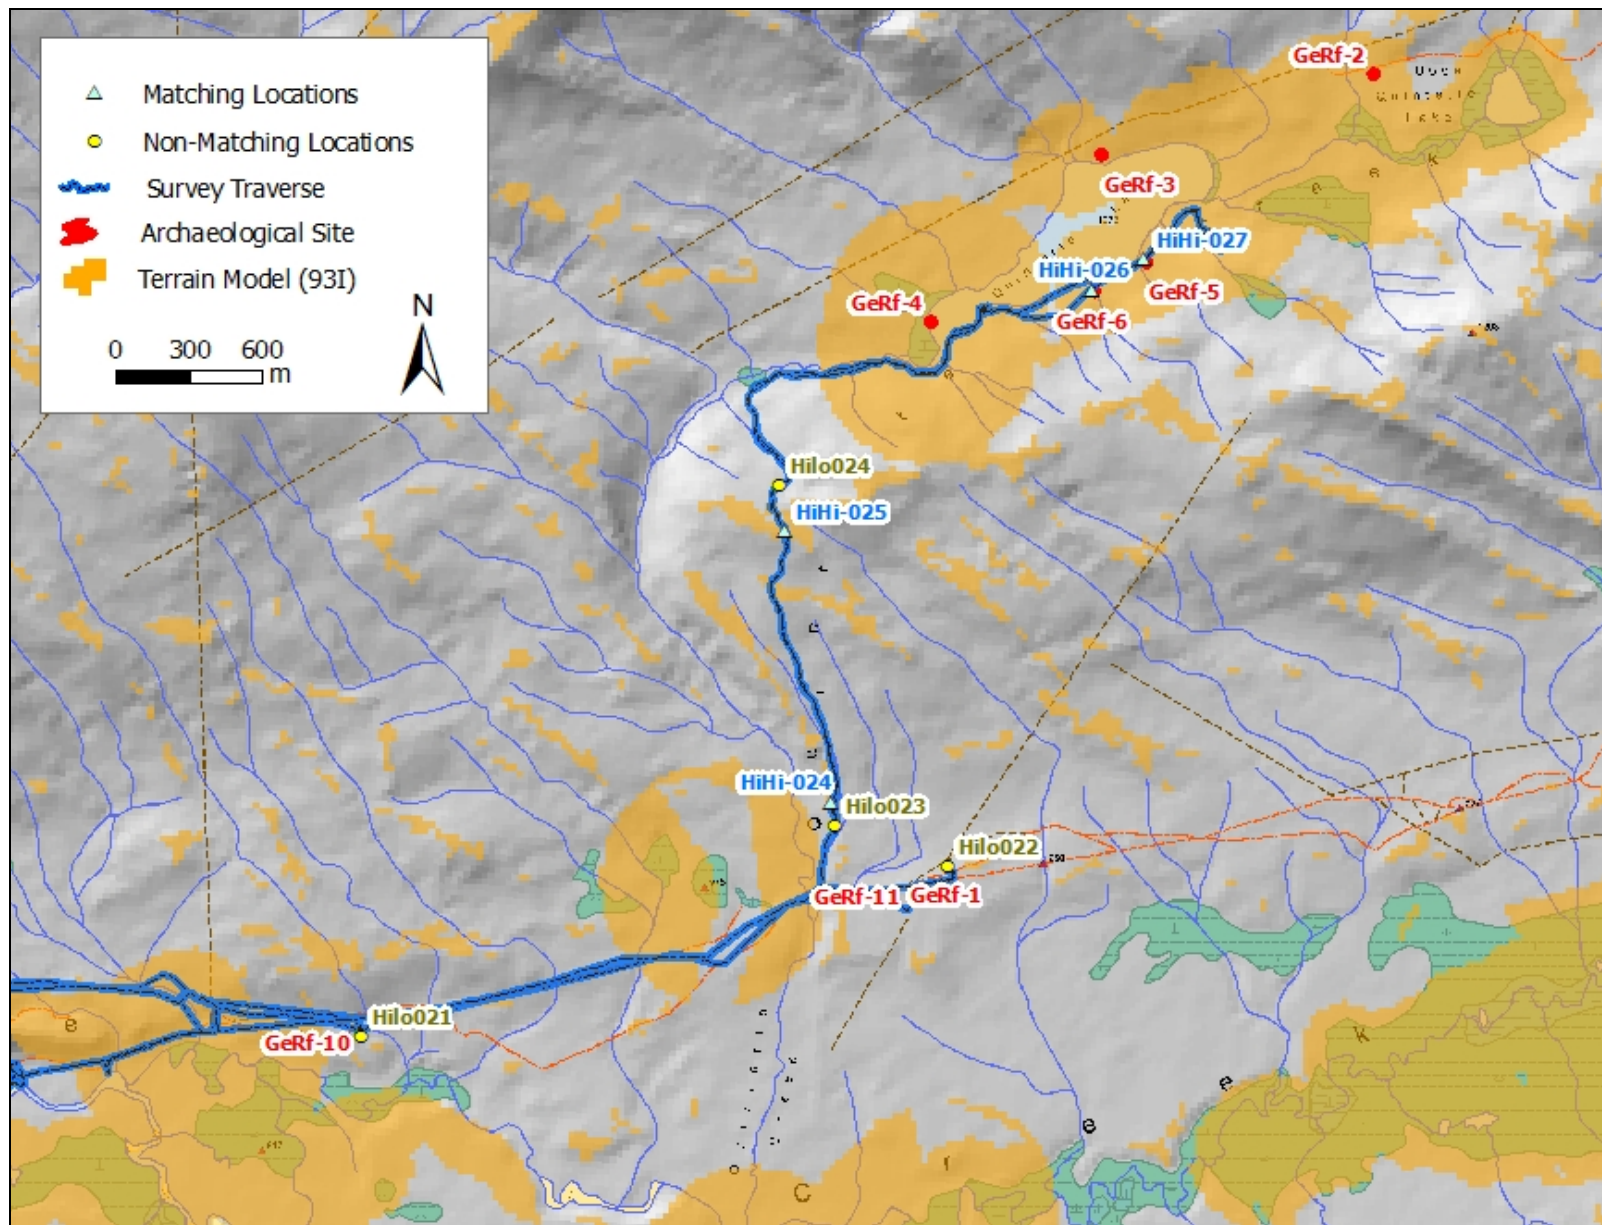 Matching Locations
Non-Matching Locations
Survey Traverse
Archaeological Site
Terrain Model (93I)
N
0 300 600
m
GeRf-2
Lake
GeRf-3
HiHi-027
HiHi-026
GeRf-5
GeRf-4
GeRf-6
Hilo024
HiHi-025
HiHi-024
Hilo023
Hilo022
GeRf-11
GeRf-1
Hilo021
GeRf-10
C r e e k